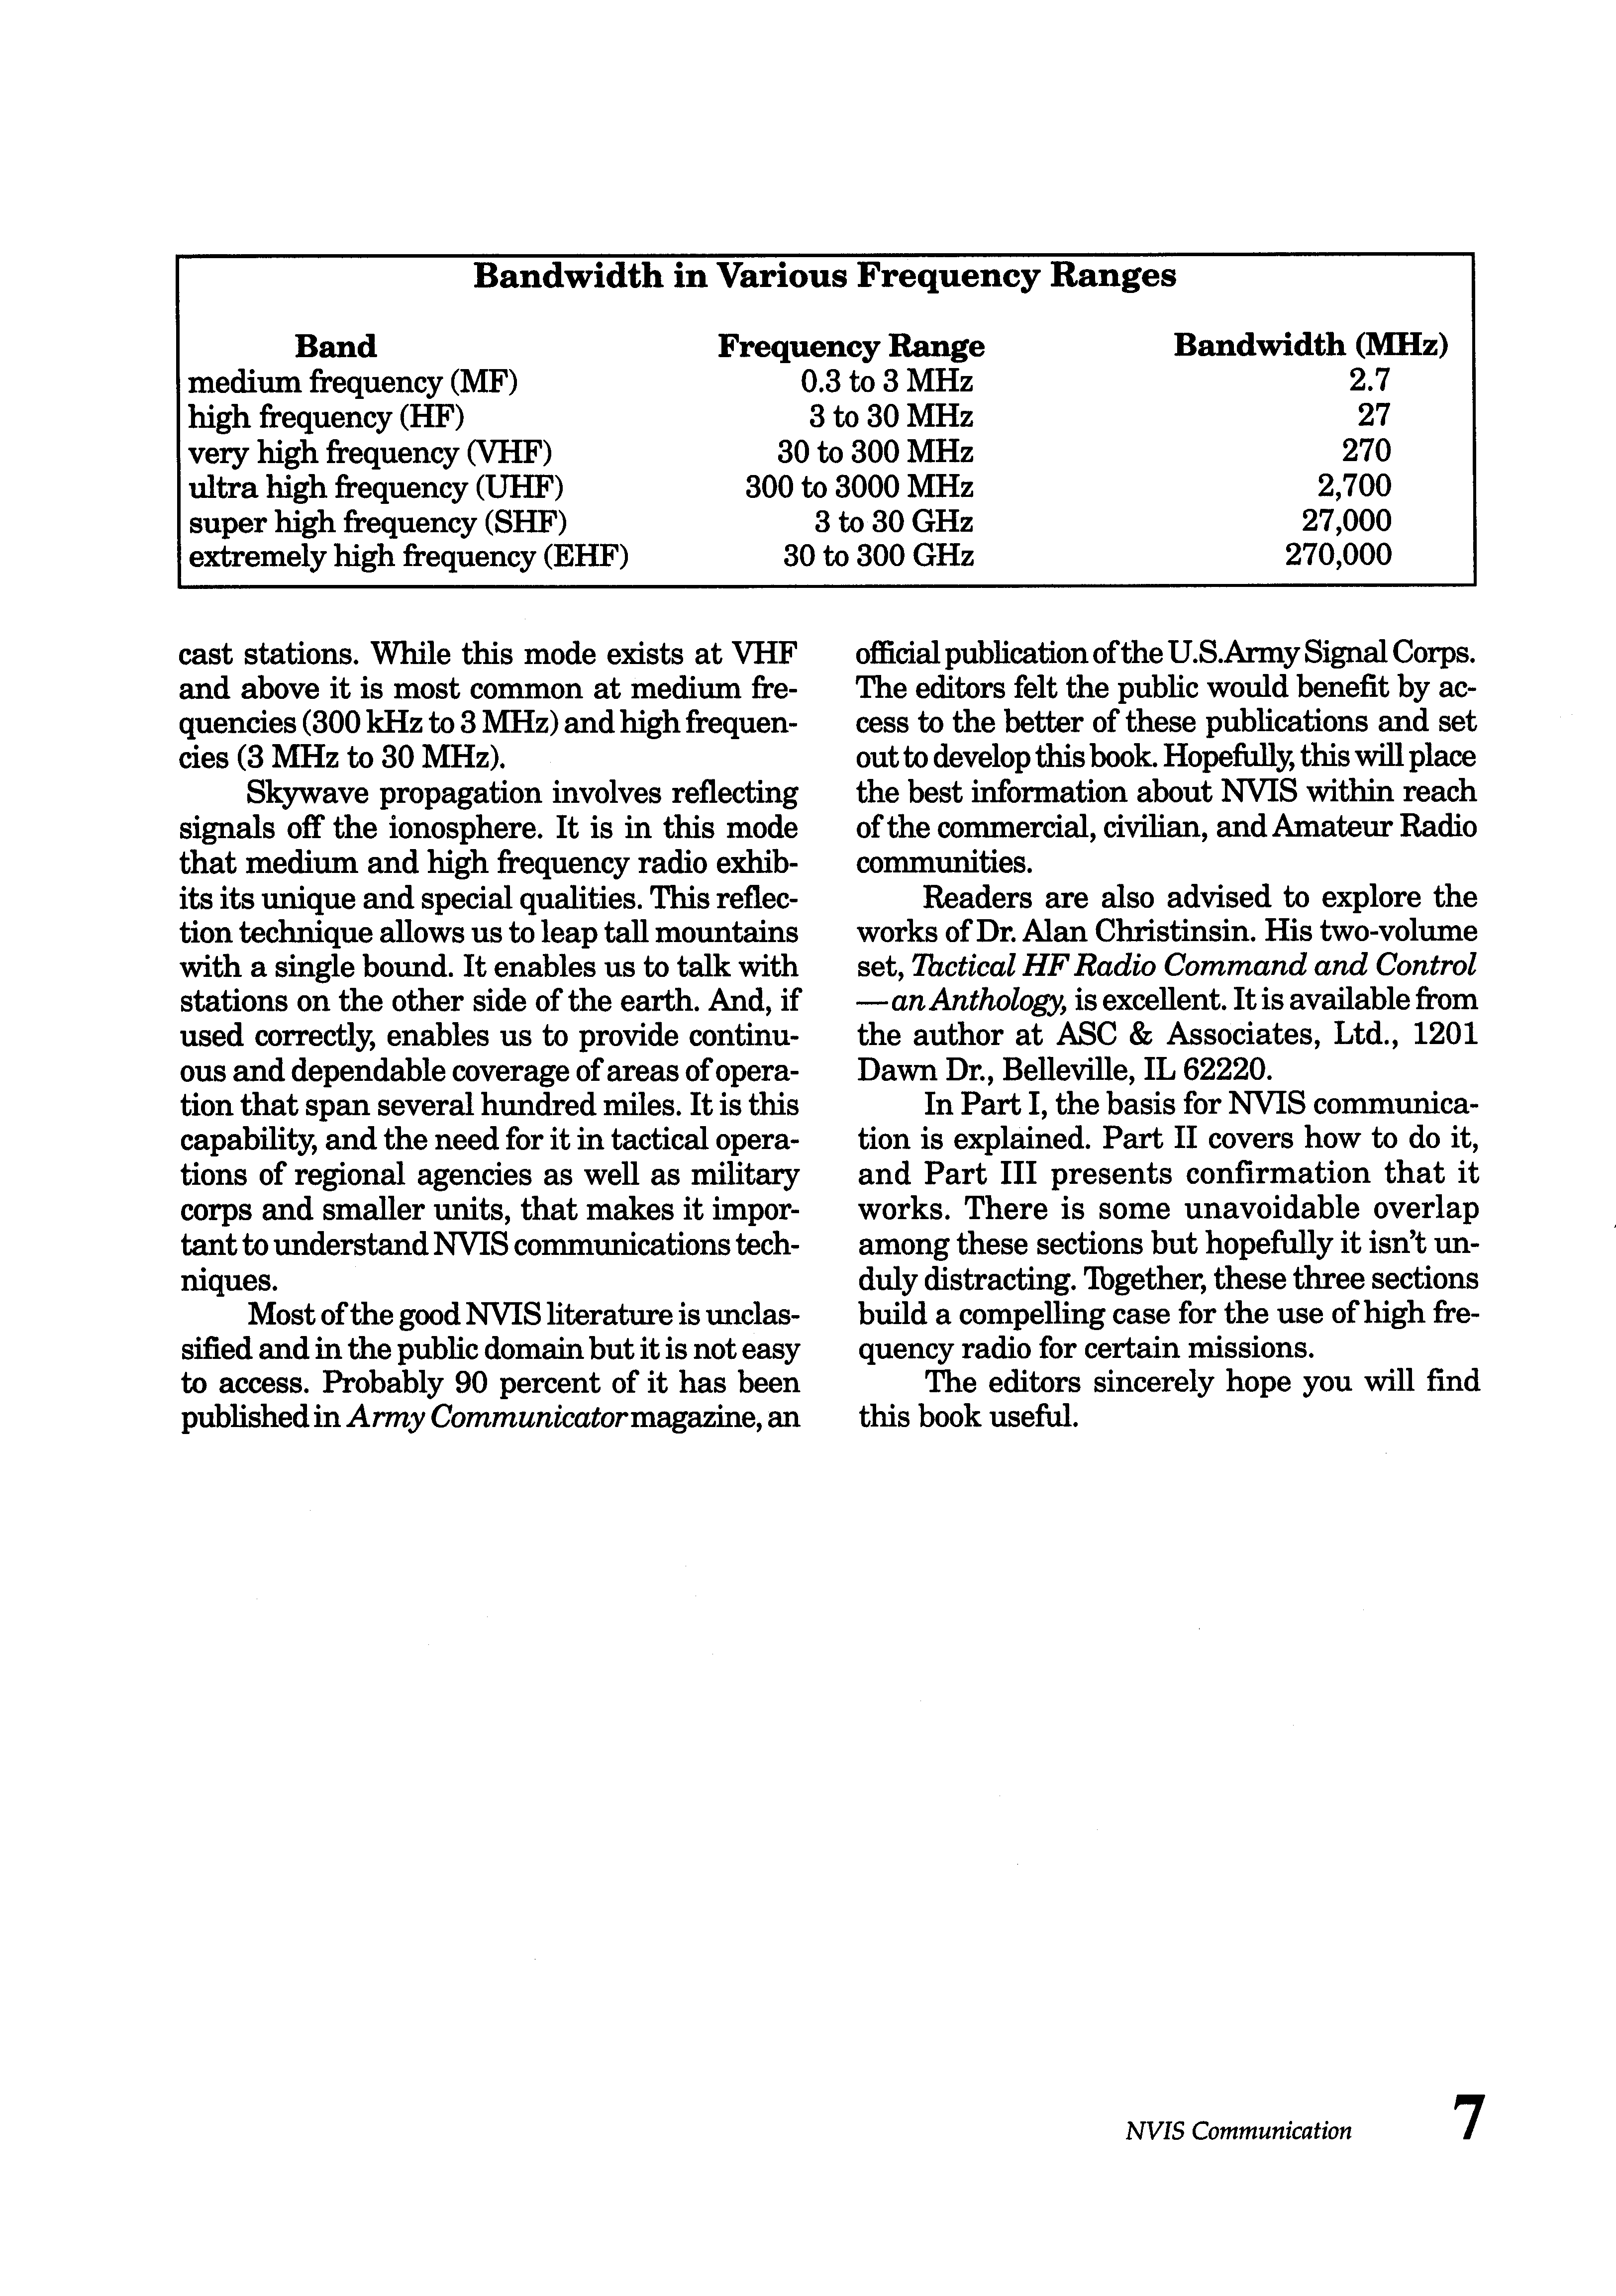 Bandwidth in Various Frequency Ranges
Band Frequency Range Bandwidth (MHz)
medium frequency (MF) 0.3 to 3 MHz 2.7
high frequency (HF) 3 to 30 MHz 27
very high frequency (VHF) 30 to 300 MHz 270
ultra high frequency (UHF) 300 to 3000 MHz 2,700
super high frequency (SHF) 3 to 30 GHz 27,000
extremely high frequency (EHF) 30 to 300 GHz 270,000
cast stations. While this mode exists at VHF
and above it is most common at medium fre-
quencies (300 kHz to 3 MHz) and high frequen-
cies (3 MHz to 30 MHz).
Skywave propagation involves reflecting
signals off the ionosphere. It is in this mode
that medium and high frequency radio exhib-
its its unique and special qualities. This reflec-
tion technique allows us to leap tall mountains
with a single bound. It enables us to talk with
stations on the other side of the earth. And, if
used correctly, enables us to provide continu-
ous and dependable coverage of areas of opera-
tion that span several hundred miles. It is this
capability, and the need for it in tactical opera-
tions of regional agencies as well as military
corps and smaller units, that makes it impor-
tant to understand NVIS communications tech-
niques.
Most of the good NVIS literature is unclas-
sified and in the public domain but it is not easy
to access. Probably 90 percent of it has been
published in Army Communicator magazine, an
official publication of the U.S.Army Signal Corps.
The editors felt the public would benefit by ac-
cess to the better of these publications and set
out to develop this book. Hopefully, this will place
the best information about NVIS within reach
of the commercial, civilian, and Amateur Radio
communities.
Readers are also advised to explore the
works of Dr. Alan Christinsin. His two-volume
set, Tactical HF Radio Command and Control
—an Anthology, is excellent. It is available from
the author at ASC & Associates, Ltd., 1201
Dawn Dr., Belleville, IL 62220.
In Part I, the basis for NVIS communica-
tion is explained. Part II covers how to do it,
and Part III presents confirmation that it
works. There is some unavoidable overlap
among these sections but hopefully it isn't un-
duly distracting. Together, these three sections
build a compelling case for the use of high fre-
quency radio for certain missions.
The editors sincerely hope you will find
this book useful.
NVIS Communication 7